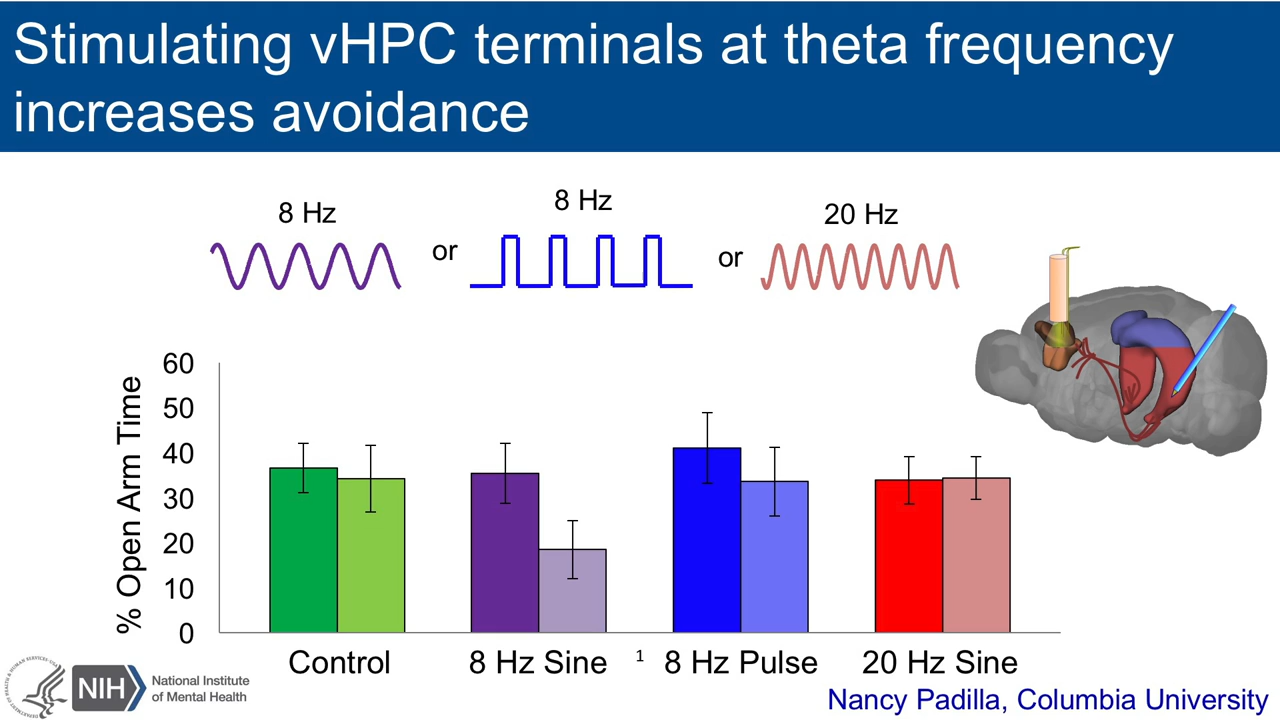 Stimulating vHPC terminals at theta frequency
increases avoidance
8 Hz
or
8 Hz
or
20 Hz
% Open Arm Time
60
50
40
30
20
10
0
Control
8 Hz Sine
1
8 Hz Pulse
20 Hz Sine
NIH
National Institute
of Mental Health
Nancy Padilla, Columbia University